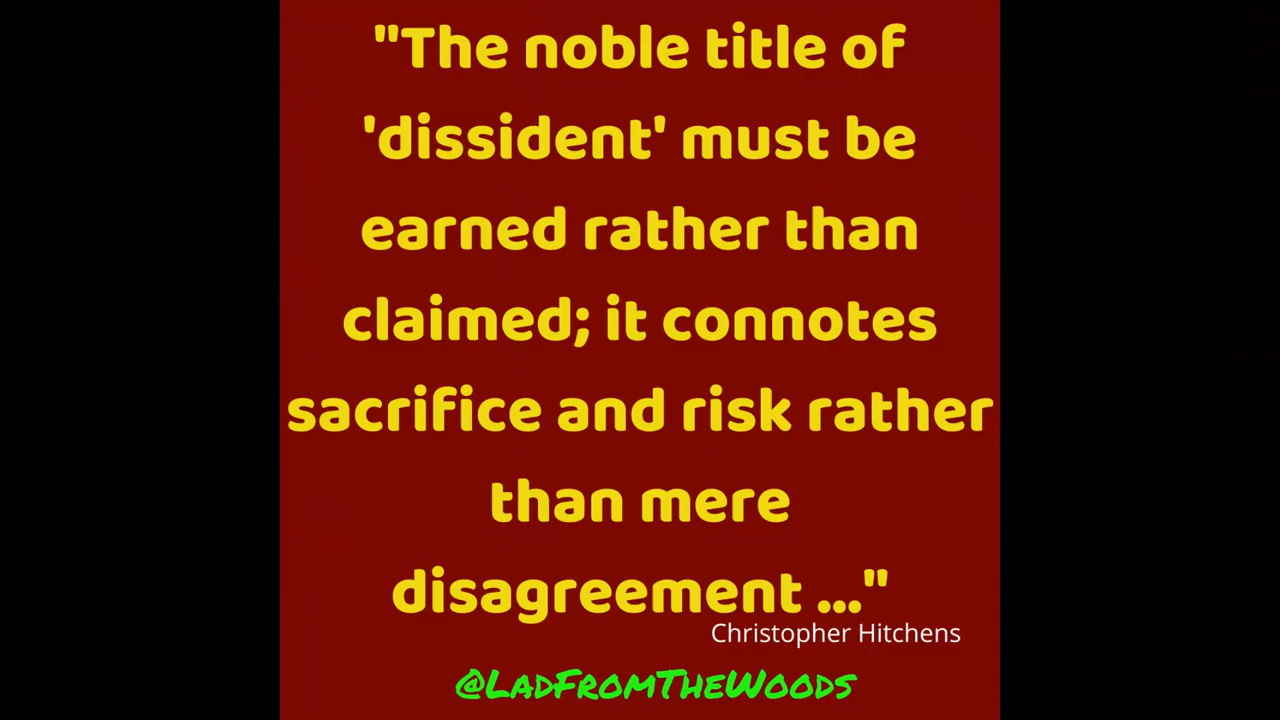 "The noble title of
'dissident' must be
earned rather than
claimed; it connotes
sacrifice and risk rather
than mere
disagreement ..."
Christopher Hitchens
@LadFromTheWoods